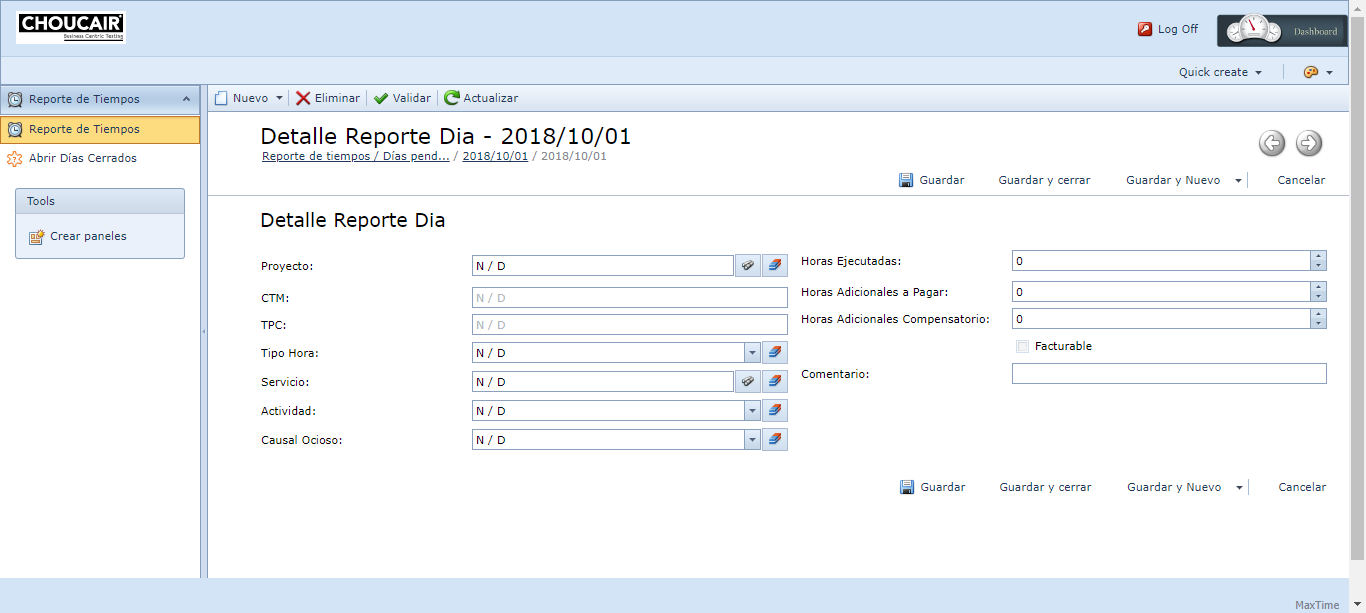 CHOUCAIR
Business Centric Testing
Log Off
Dashboard
Quick create
Reporte de Tiempos
Nuevo
Eliminar
Validar
Actualizar
Reporte de Tiempos
Abrir Días Cerrados
Tools
Crear paneles
Detalle Reporte Dia - 2018/10/01
Reporte de tiempos / Días pend... / 2018/10/01 / 2018/10/01
Guardar
Guardar y cerrar
Guardar y Nuevo
Cancelar
Detalle Reporte Dia
Proyecto: N / D
CTM: N / D
TPC: N / D
Tipo Hora: N / D
Servicio: N / D
Actividad: N / D
Causal Ocioso: N / D
Horas Ejecutadas: 0
Horas Adicionales a Pagar: 0
Horas Adicionales Compensatorio: 0
Facturable
Comentario:
Guardar
Guardar y cerrar
Guardar y Nuevo
Cancelar
MaxTime